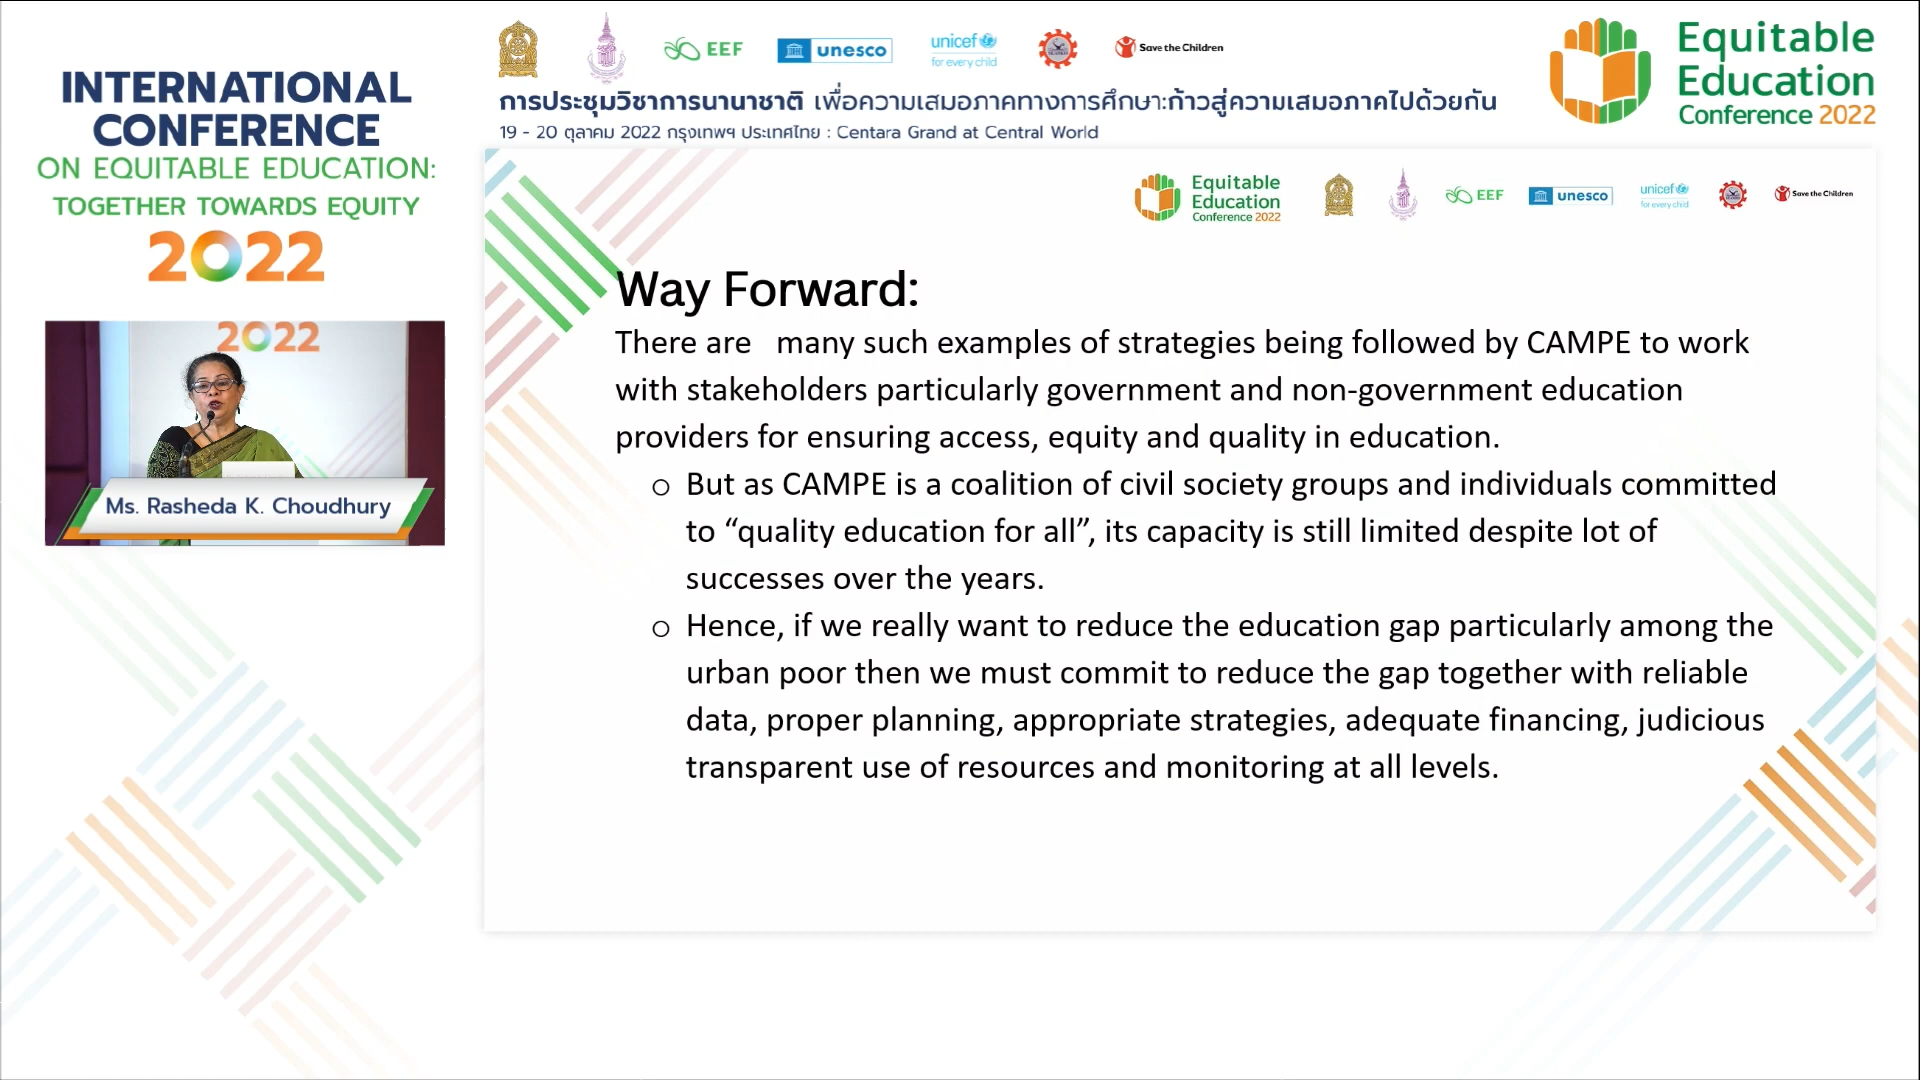 INTERNATIONAL
CONFERENCE
ON EQUITABLE EDUCATION:
TOGETHER TOWARDS EQUITY
2022
2022
Ms. Rasheda K. Choudhury
EEF
unesco
unicef
for every child
Save the Children
การประชุมวิชาการนานาชาติ เพื่อความเสมอภาคทางการศึกษา:ก้าวสู่ความเสมอภาคไปด้วยกัน
19 - 20 ตุลาคม 2022 กรุงเทพฯ ประเทศไทย : Centara Grand at Central World
Equitable
Education
Conference 2022
Equitable
Education
Conference 2022
EEF
unesco
unicef
for every child
Save the Children
Way Forward:
There are many such examples of strategies being followed by CAMPE to work
with stakeholders particularly government and non-government education
providers for ensuring access, equity and quality in education.
o But as CAMPE is a coalition of civil society groups and individuals committed
to “quality education for all”, its capacity is still limited despite lot of
successes over the years.
o Hence, if we really want to reduce the education gap particularly among the
urban poor then we must commit to reduce the gap together with reliable
data, proper planning, appropriate strategies, adequate financing, judicious
transparent use of resources and monitoring at all levels.